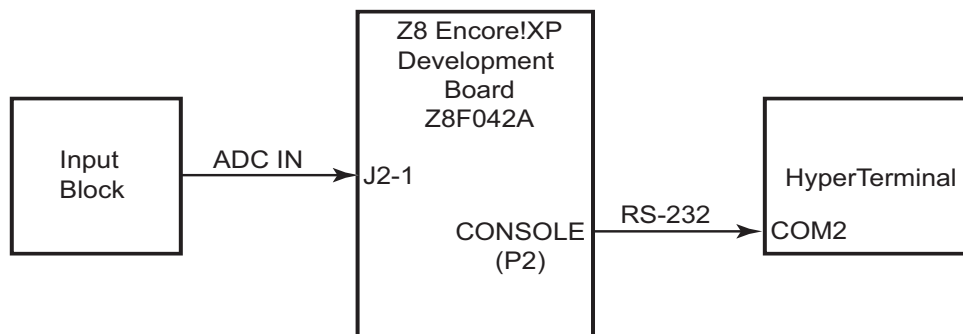 Z8 Encore!XP
Development
Board
Z8F042A
Input
Block
ADC IN
J2-1
HyperTerminal
CONSOLE
(P2)
RS-232
COM2